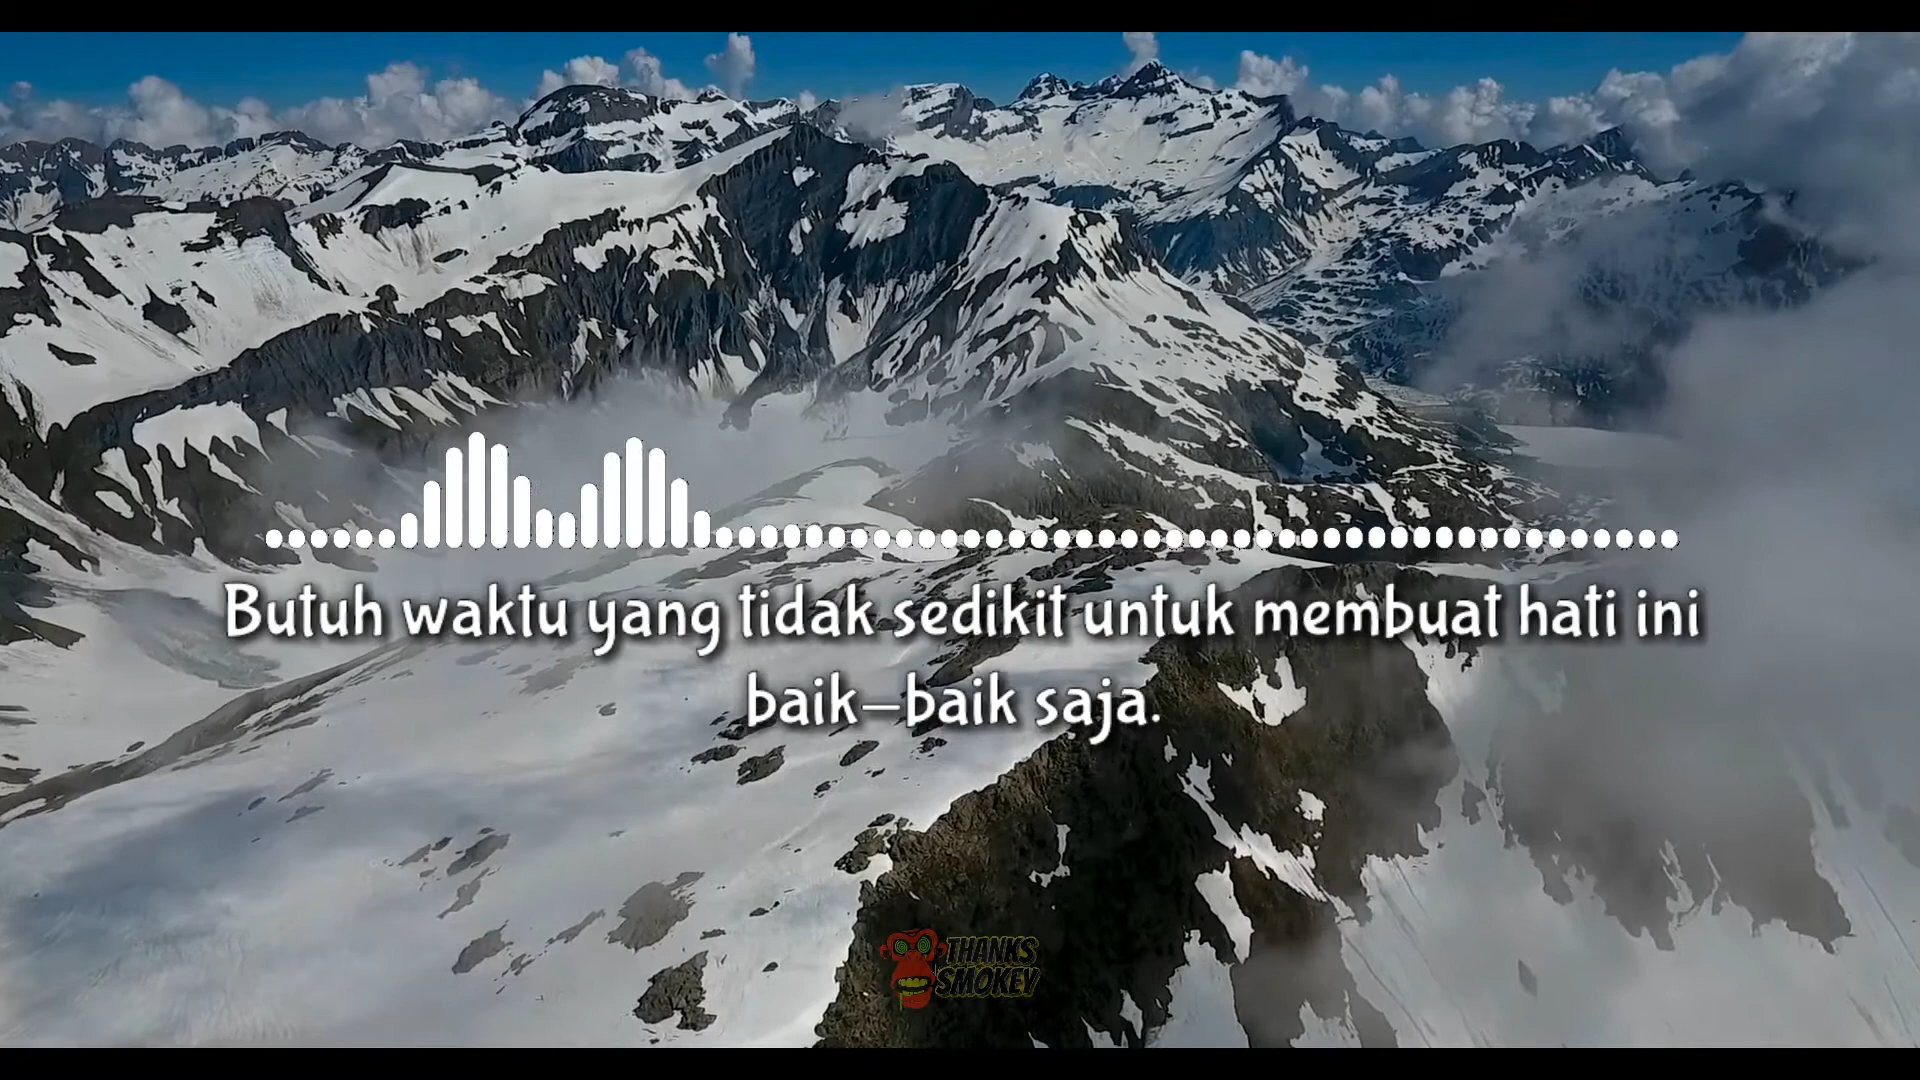 Butuh waktu yang tidak sedikit untuk membuat hati ini
baik-baik saja.
THANKS
SMOKEY